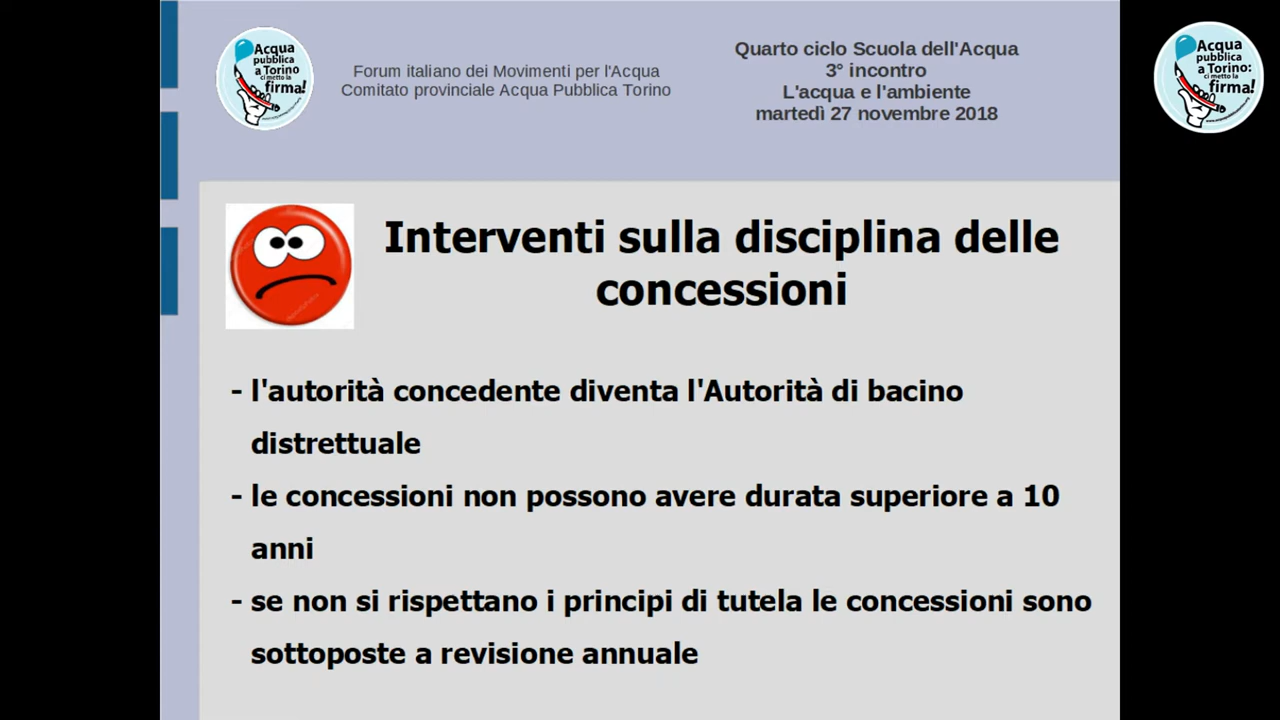 Acqua
pubblica
a Torino
ci metto la
firma!
Forum italiano dei Movimenti per l'Acqua
Comitato provinciale Acqua Pubblica Torino
Quarto ciclo Scuola dell'Acqua
3° incontro
L'acqua e l'ambiente
martedì 27 novembre 2018
Acqua
pubblica
a Torino:
ci metto la
firma!
Interventi sulla disciplina delle
concessioni
- l'autorità concedente diventa l'Autorità di bacino
distrettuale
- le concessioni non possono avere durata superiore a 10
anni
- se non si rispettano i principi di tutela le concessioni sono
sottoposte a revisione annuale